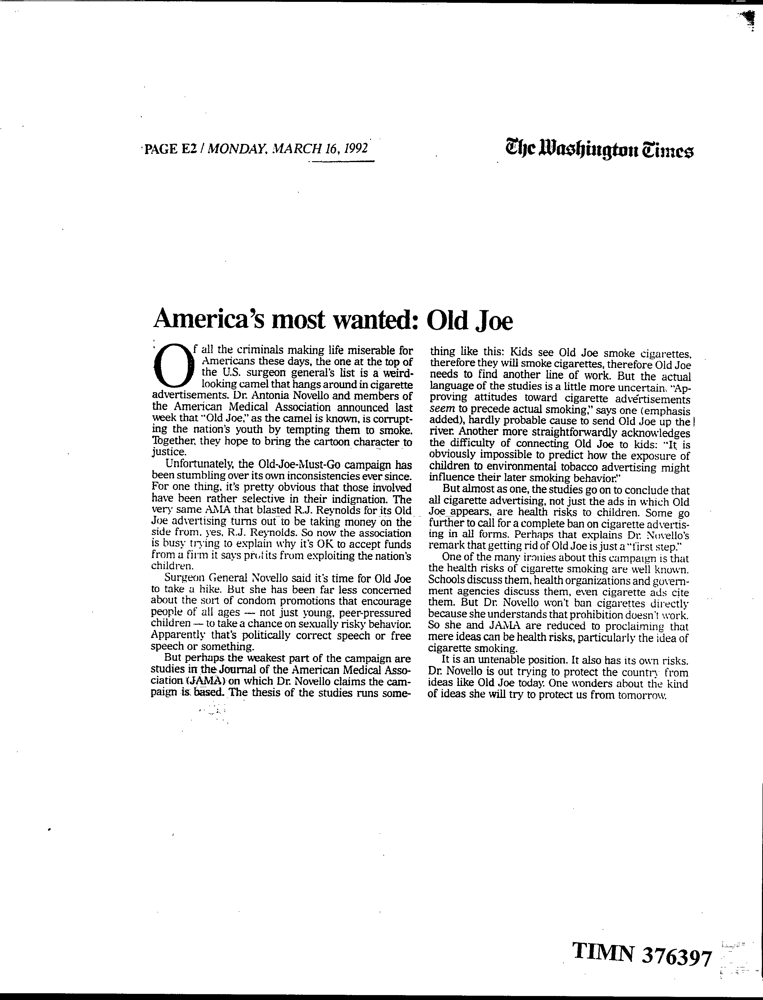 PAGE E2 / MONDAY, MARCH 16, 1992
The Washington Times
America's most wanted: Old Joe
Of all the criminals making life miserable for
Americans these days, the one at the top of
the U.S. surgeon general's list is a weird-
looking camel that hangs around in cigarette
advertisements. Dr. Antonia Novello and members of
the American Medical Association announced last
week that "Old Joe," as the camel is known, is corrupt-
ing the nation's youth by tempting them to smoke.
Together, they hope to bring the cartoon character to
justice.
Unfortunately, the Old-Joe-Must-Go campaign has
been stumbling over its own inconsistencies ever since.
For one thing, it's pretty obvious that those involved
have been rather selective in their indignation. The
very same AMA that blasted R.J. Reynolds for its Old
Joe advertising turns out to be taking money on the
side from, yes, R.J. Reynolds. So now the association
is busy trying to explain why it's OK to accept funds
from a firm it says profits from exploiting the nation's
children.
Surgeon General Novello said it's time for Old Joe
to take a hike. But she has been far less concerned
about the sort of condom promotions that encourage
people of all ages — not just young, peer-pressured
children — to take a chance on sexually risky behavior.
Apparently that's politically correct speech or free
speech or something.
But perhaps the weakest part of the campaign are
studies in the Journal of the American Medical Asso-
ciation (JAMA) on which Dr. Novello claims the cam-
paign is based. The thesis of the studies runs some-
thing like this: Kids see Old Joe smoke cigarettes,
therefore they will smoke cigarettes, therefore Old Joe
needs to find another line of work. But the actual
language of the studies is a little more uncertain. "Ap-
proving attitudes toward cigarette advertisements
seem to precede actual smoking," says one (emphasis
added), hardly probable cause to send Old Joe up the
river. Another more straightforwardly acknowledges
the difficulty of connecting Old Joe to kids: "It is
obviously impossible to predict how the exposure of
children to environmental tobacco advertising might
influence their later smoking behavior."
But almost as one, the studies go on to conclude that
all cigarette advertising, not just the ads in which Old
Joe appears, are health risks to children. Some go
further to call for a complete ban on cigarette advertis-
ing in all forms. Perhaps that explains Dr. Novello's
remark that getting rid of Old Joe is just a "first step."
One of the many ironies about this campaign is that
the health risks of cigarette smoking are well known.
Schools discuss them, health organizations and govern-
ment agencies discuss them, even cigarette ads cite
them. But Dr. Novello won't ban cigarettes directly
because she understands that prohibition doesn't work.
So she and JAMA are reduced to proclaiming that
mere ideas can be health risks, particularly the idea of
cigarette smoking.
It is an untenable position. It also has its own risks.
Dr. Novello is out trying to protect the country from
ideas like Old Joe today. One wonders about the kind
of ideas she will try to protect us from tomorrow.
TIMN 376397